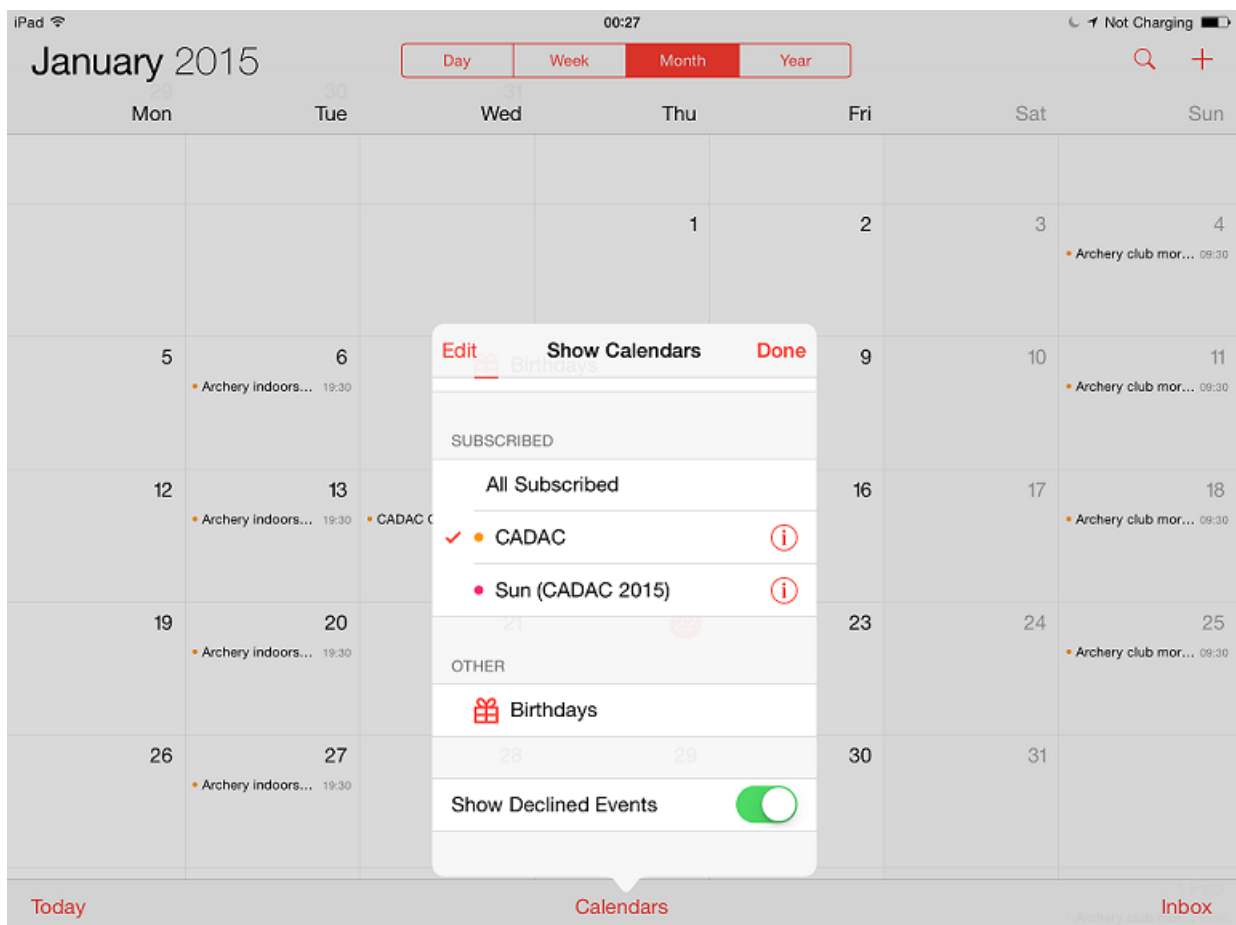 iPad 00:27 Not Charging
January 2015 Day Week Month Year
29 30 31
Mon Tue Wed Thu Fri Sat Sun
1 2 3 4
• Archery club mor... 09:30
5 6 9 10 11
• Archery indoors... 19:30 • Archery club mor... 09:30
12 13 16 17 18
• Archery indoors... 19:30 • CADAC • Archery club mor... 09:30
19 20 21 22 23 24 25
• Archery indoors... 19:30 • Archery club mor... 09:30
26 27 28 29 30 31
• Archery indoors... 19:30
Edit Show Calendars Done
Birthdays
SUBSCRIBED
All Subscribed
CADAC
Sun (CADAC 2015)
OTHER
Birthdays
Show Declined Events
Today Calendars Inbox
• Archery club mor...